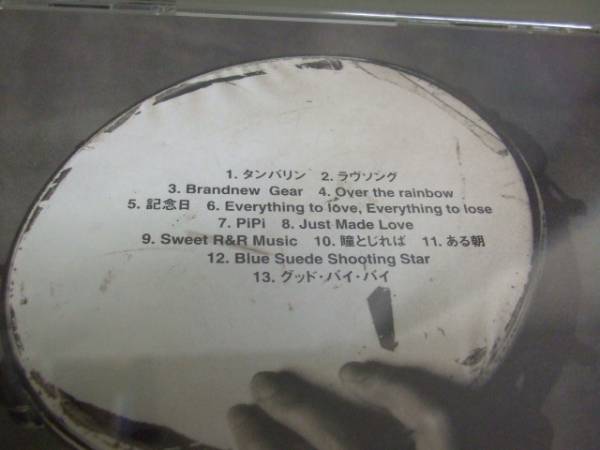 1. タンバリン 2. ラヴソング
3. Brandnew Gear 4. Over the rainbow
5. 記念日 6. Everything to love, Everything to lose
7. PiPi 8. Just Made Love
9. Sweet R&R Music 10. 瞳とじれば 11. ある朝
12. Blue Suede Shooting Star
13. グッド・バイ・バイ